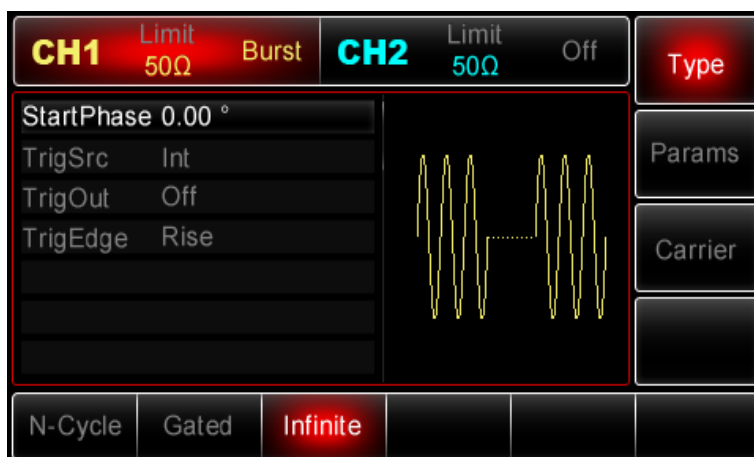 CH1 Limit 50Ω Burst CH2 Limit 50Ω Off
Type
StartPhase 0.00 °
TrigSrc Int
TrigOut Off
TrigEdge Rise
Params
Carrier
N-Cycle Gated Infinite